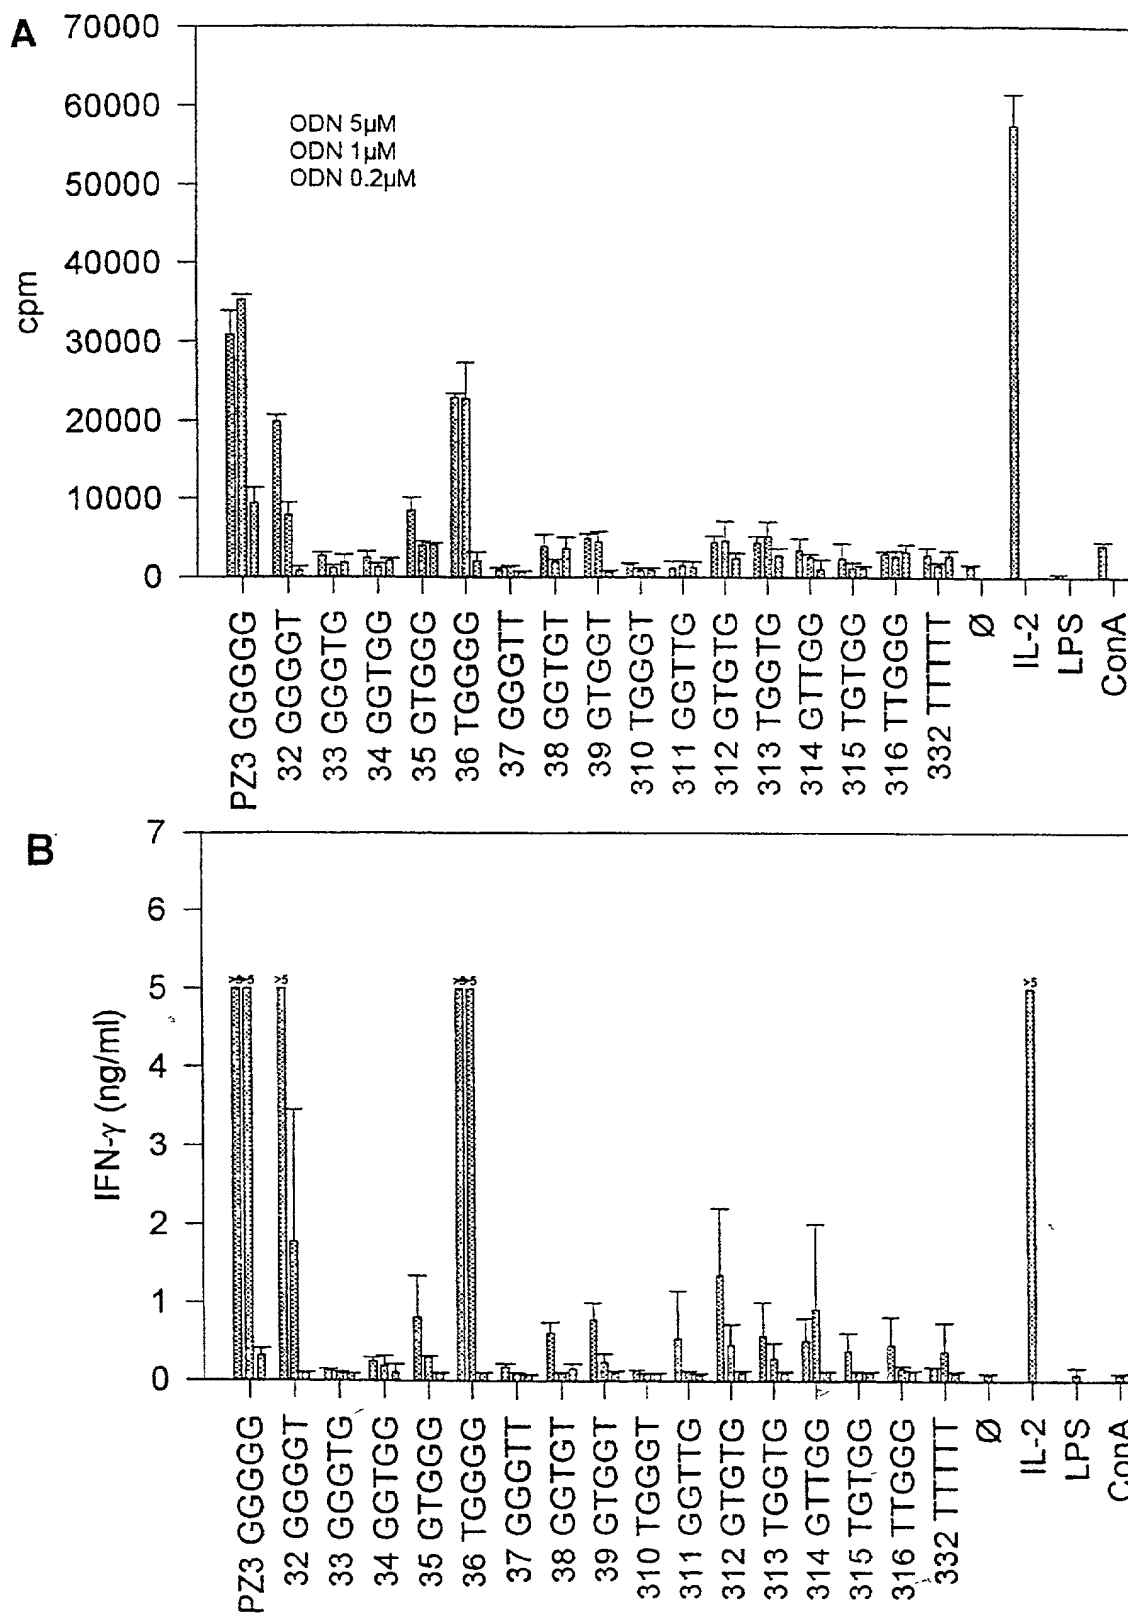 A
70000
60000
50000
40000
30000
20000
10000
0
cpm
ODN 5µM
ODN 1µM
ODN 0.2µM
PZ3 GGGGG
32 GGGGT
33 GGGTG
34 GGTGG
35 GTGGG
36 TGGGG
37 GGGTT
38 GGTGT
39 GTGGT
310 TGGGT
311 GGTTG
312 GTGTG
313 TGGTG
314 GTTGG
315 TGTGG
316 TTGGG
332 TTTTT
Ø
IL-2
LPS
ConA
B
7
6
5
4
3
2
1
0
IFN-γ (ng/ml)
>5
>5
>5
>5
PZ3 GGGGG
32 GGGGT
33 GGGTG
34 GGTGG
35 GTGGG
36 TGGGG
37 GGGTT
38 GGTGT
39 GTGGT
310 TGGGT
311 GGTTG
312 GTGTG
313 TGGTG
314 GTTGG
315 TGTGG
316 TTGGG
332 TTTTT
Ø
IL-2
LPS
ConA